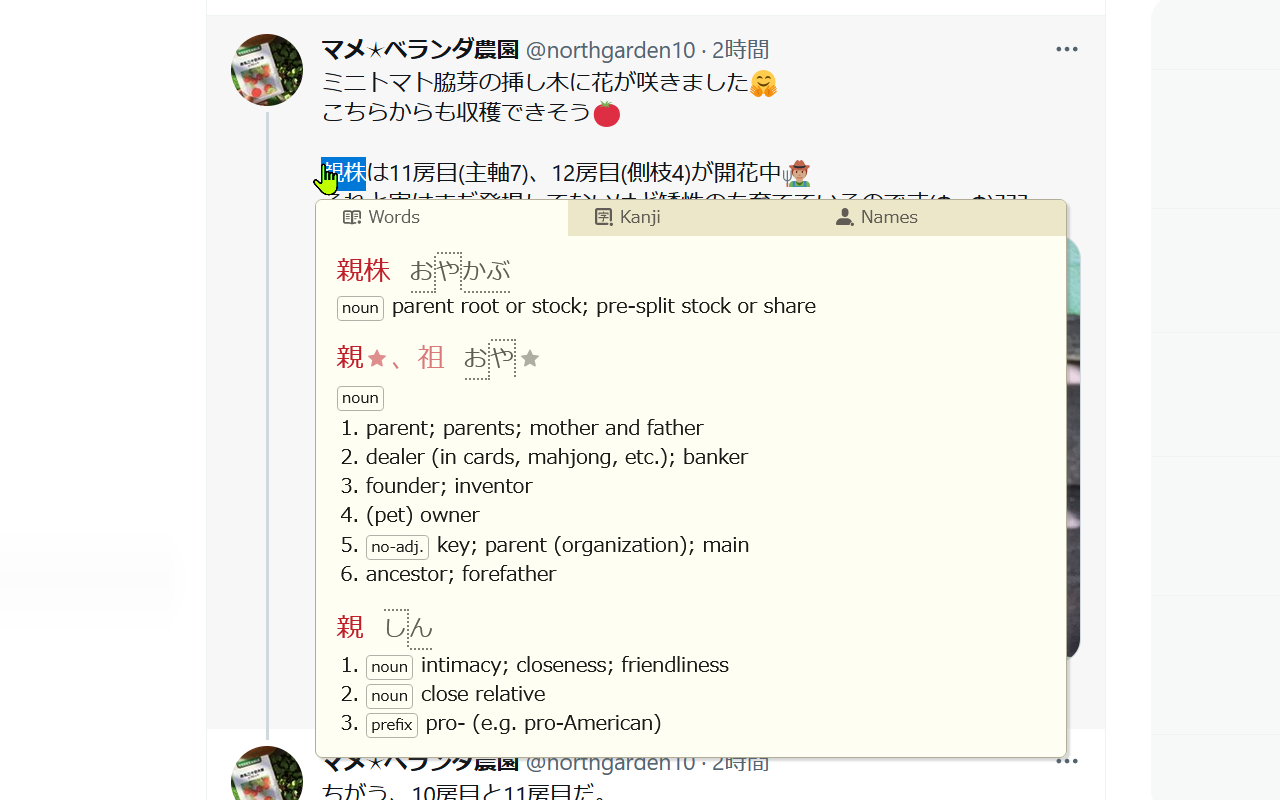 マメ★ベランダ農園 @northgarden10 · 2時間
ミニトマト脇芽の挿し木に花が咲きました🤗
こちらからも収穫できそう🍅
親株は11房目(主軸7)、12房目(側枝4)が開花中
Words
Kanji
Names
親株 おやかぶ
noun parent root or stock; pre-split stock or share
親★、祖 おや★
noun
1. parent; parents; mother and father
2. dealer (in cards, mahjong, etc.); banker
3. founder; inventor
4. (pet) owner
5. no-adj. key; parent (organization); main
6. ancestor; forefather
親 しん
1. noun intimacy; closeness; friendliness
2. noun close relative
3. prefix pro- (e.g. pro-American)
マメ★ベランダ農園 @northgarden10 · 2時間
ちがう、10房目と11房目だ。